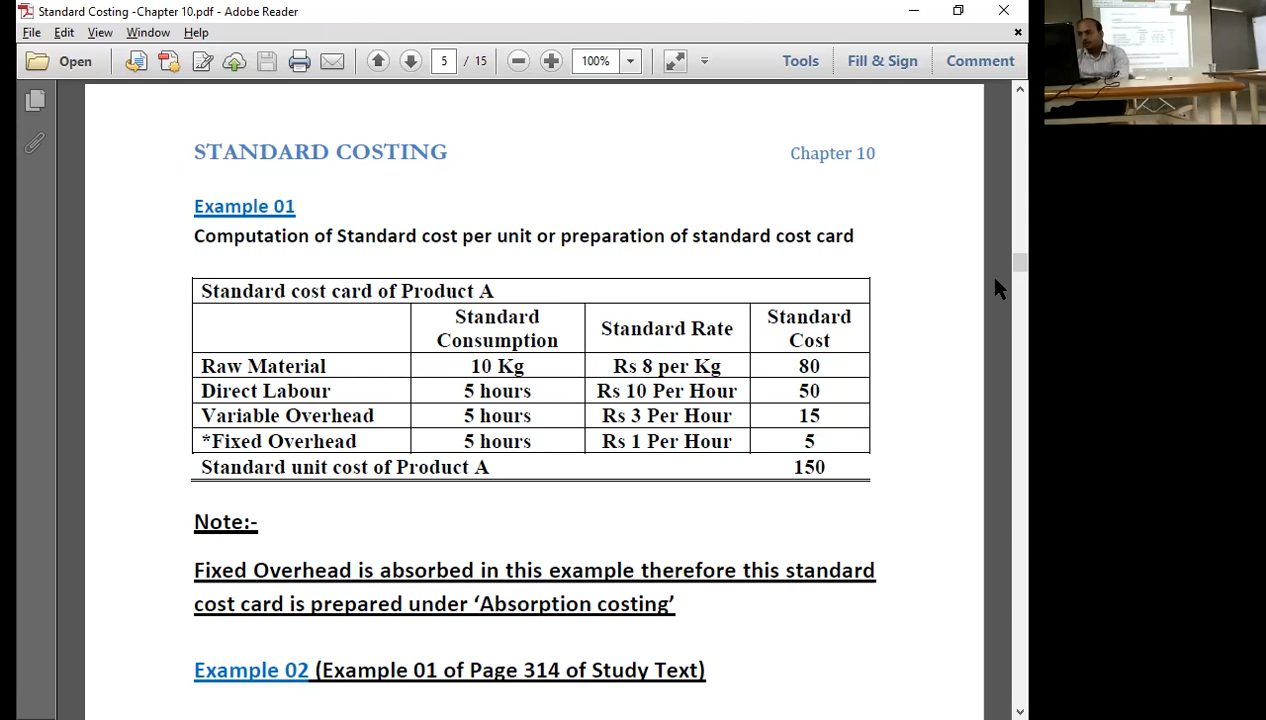 Standard Costing -Chapter 10.pdf - Adobe Reader
File Edit View Window Help
Open 5 / 15 100% Tools Fill & Sign Comment
STANDARD COSTING Chapter 10
Example 01
Computation of Standard cost per unit or preparation of standard cost card
Standard cost card of Product A
Standard Consumption Standard Rate Standard Cost
Raw Material 10 Kg Rs 8 per Kg 80
Direct Labour 5 hours Rs 10 Per Hour 50
Variable Overhead 5 hours Rs 3 Per Hour 15
*Fixed Overhead 5 hours Rs 1 Per Hour 5
Standard unit cost of Product A 150
Note:-
Fixed Overhead is absorbed in this example therefore this standard
cost card is prepared under ‘Absorption costing’
Example 02 (Example 01 of Page 314 of Study Text)